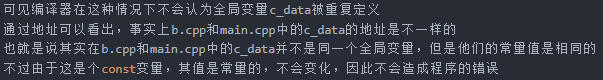 可见编译器在这种情况下不会认为全局变量c_data被重复定义
通过地址可以看出，事实上b.cpp和main.cpp中的c_data的地址是不一样的
也就是说其实在b.cpp和main.cpp中的c_data并不是同一个全局变量，但是他们的常量值是相同的
不过由于这是个const变量，其值是常量的，不会变化，因此不会造成程序的错误